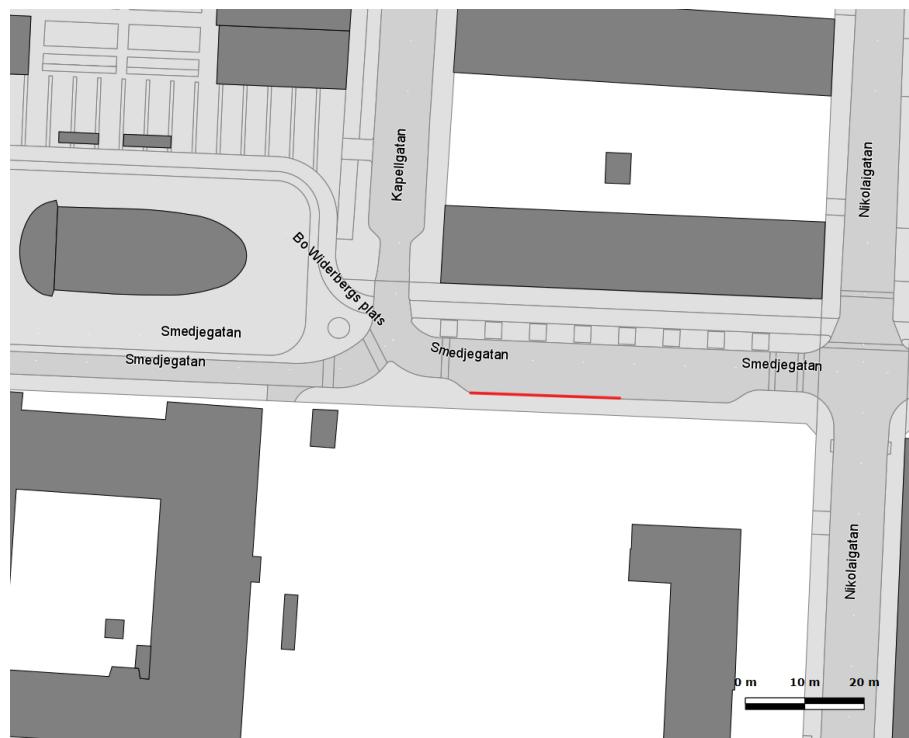 Kapellgatan
Nikolaigatan
Bo Widerbergs plats
Smedjegatan
Smedjegatan
Smedjegatan
Smedjegatan
Nikolaigatan
0 m 10 m 20 m